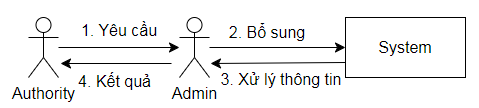 1. Yêu cầu
2. Bổ sung
System
4. Kết quả
3. Xử lý thông tin
Authority
Admin